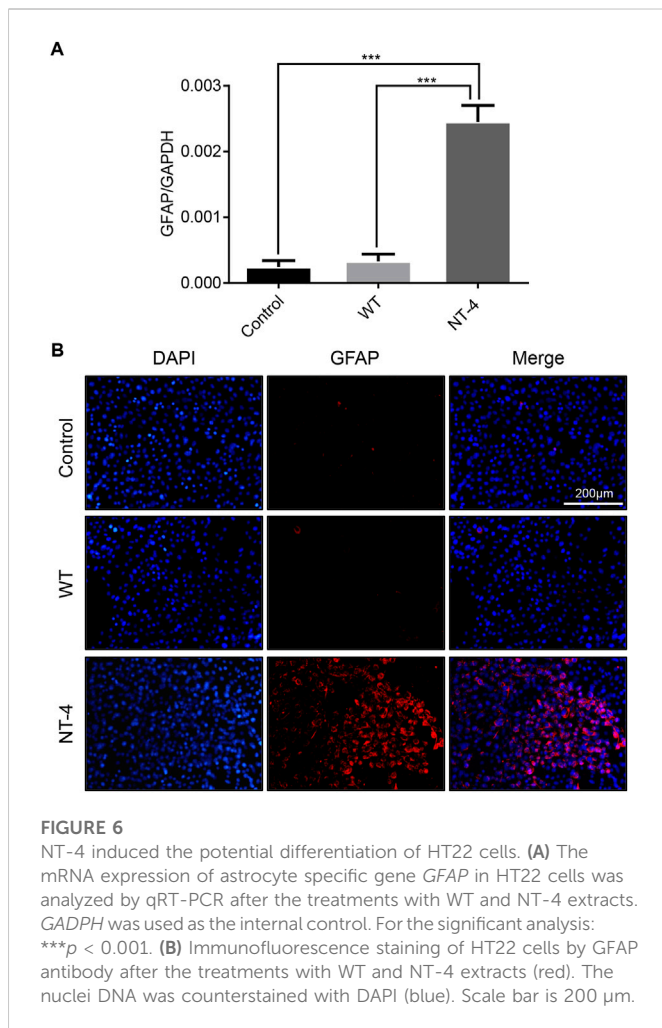 A
***
***
GFAP/GAPDH
0.003
0.002
0.001
0.000
Control
WT
NT-4
B
DAPI GFAP Merge
Control
200μm
WT
NT-4
FIGURE 6
NT-4 induced the potential differentiation of HT22 cells. (A) The
mRNA expression of astrocyte specific gene GFAP in HT22 cells was
analyzed by qRT-PCR after the treatments with WT and NT-4 extracts.
GADPH was used as the internal control. For the significant analysis:
***p < 0.001. (B) Immunofluorescence staining of HT22 cells by GFAP
antibody after the treatments with WT and NT-4 extracts (red). The
nuclei DNA was counterstained with DAPI (blue). Scale bar is 200 μm.